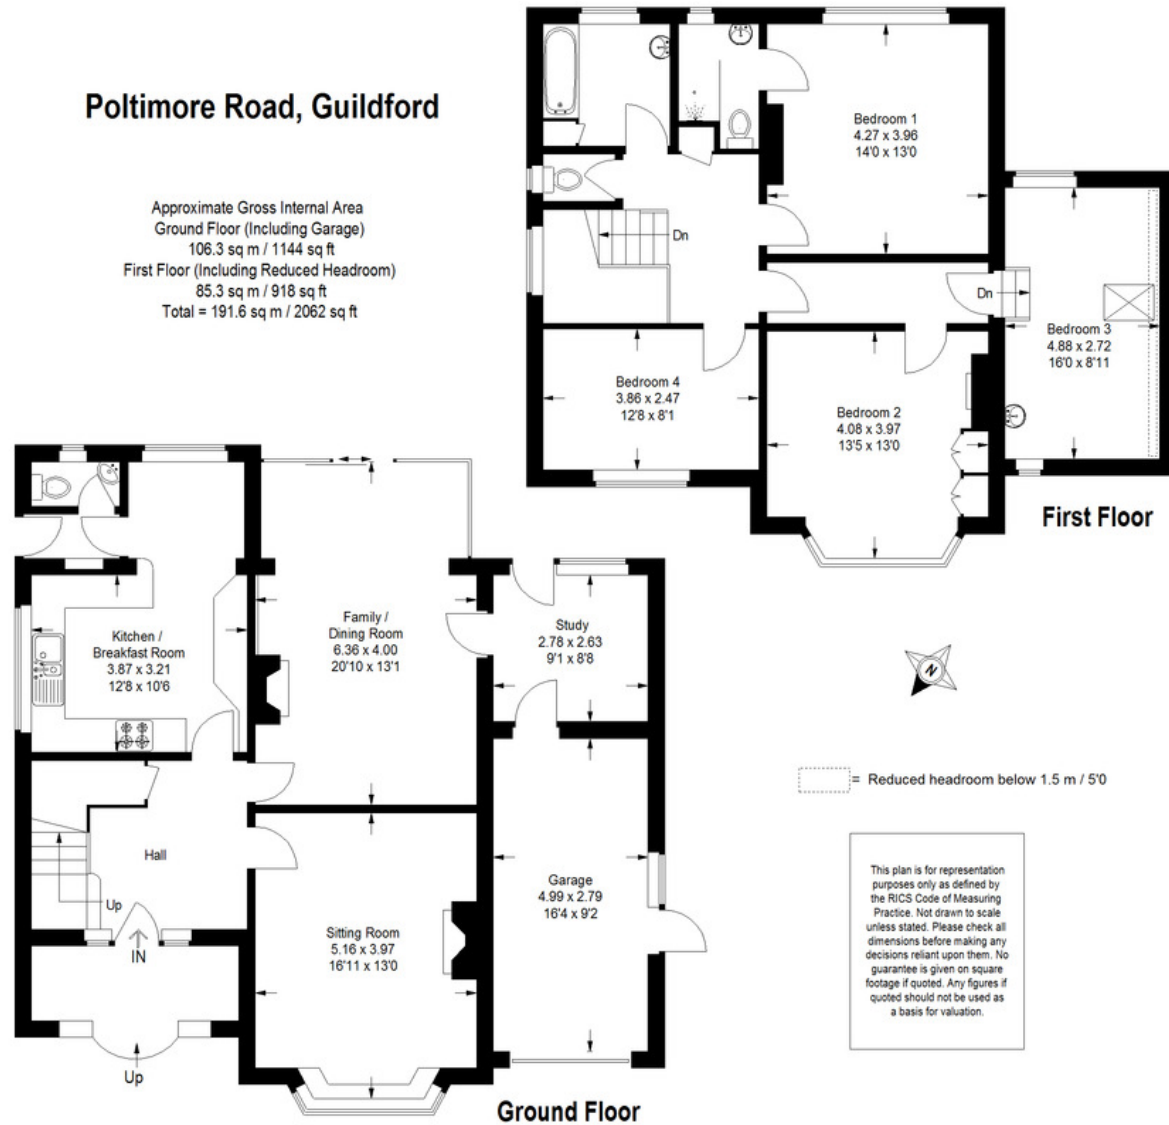 Poltimore Road, Guildford
Approximate Gross Internal Area
Ground Floor (Including Garage)
106.3 sq m / 1144 sq ft
First Floor (Including Reduced Headroom)
85.3 sq m / 918 sq ft
Total = 191.6 sq m / 2062 sq ft
Bedroom 1
4.27 x 3.96
14'0 x 13'0
Dn
Dn
Bedroom 3
4.88 x 2.72
16'0 x 8'11
Bedroom 4
3.86 x 2.47
12'8 x 8'1
Bedroom 2
4.08 x 3.97
13'5 x 13'0
First Floor
Kitchen /
Breakfast Room
3.87 x 3.21
12'8 x 10'6
Family /
Dining Room
6.36 x 4.00
20'10 x 13'1
Study
2.78 x 2.63
9'1 x 8'8
N
= Reduced headroom below 1.5 m / 5'0
Hall
Up
IN
Up
Sitting Room
5.16 x 3.97
16'11 x 13'0
Garage
4.99 x 2.79
16'4 x 9'2
Ground Floor
This plan is for representation
purposes only as defined by
the RICS Code of Measuring
Practice. Not drawn to scale
unless stated. Please check all
dimensions before making any
decisions reliant upon them. No
guarantee is given on square
footage if quoted. Any figures if
quoted should not be used as
a basis for valuation.